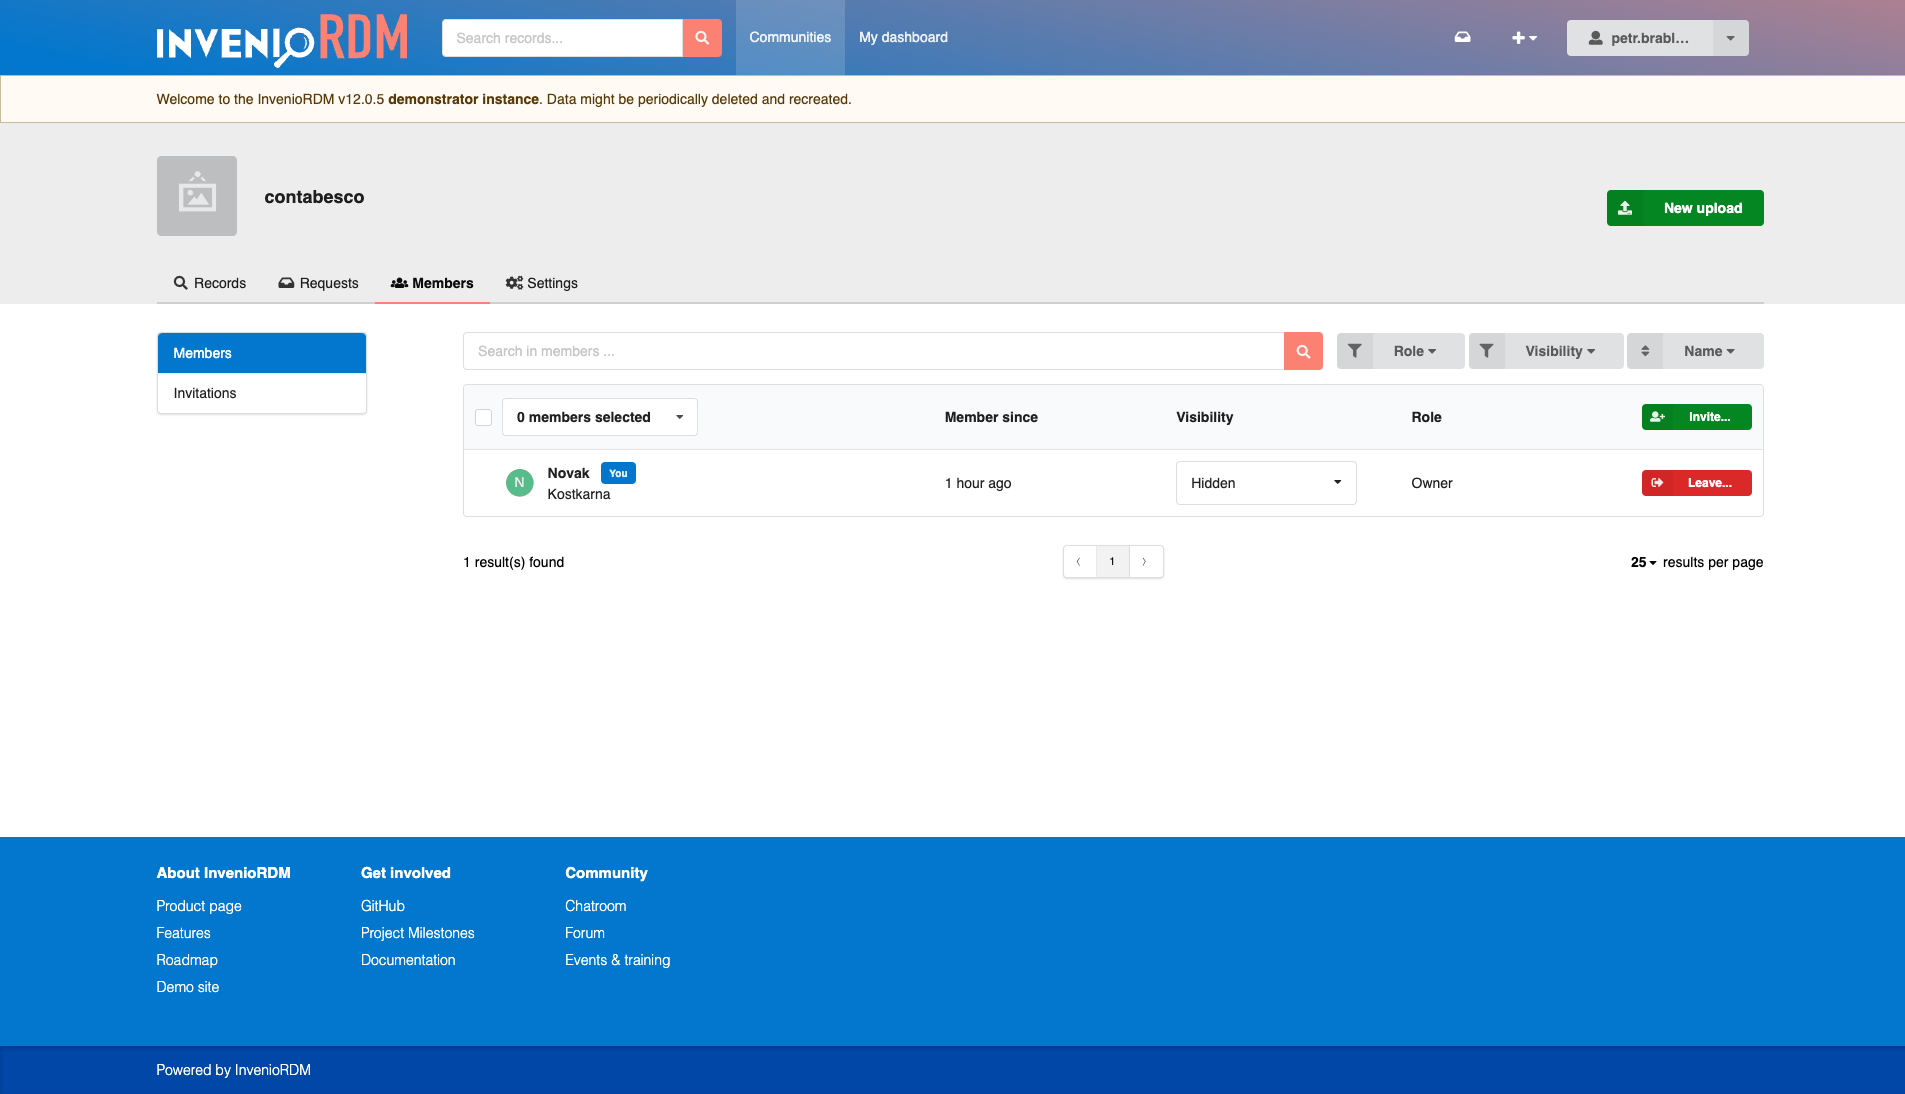 INVENIORDM
Search records...
Communities
My dashboard
petr.brabl...
Welcome to the InvenioRDM v12.0.5 demonstrator instance. Data might be periodically deleted and recreated.
contabesco
New upload
Records
Requests
Members
Settings
Members
Invitations
Search in members ...
Role
Visibility
Name
0 members selected
Member since
Visibility
Role
Invite...
N
Novak
You
Kostkarna
1 hour ago
Hidden
Owner
Leave...
1 result(s) found
1
25 results per page
About InvenioRDM
Product page
Features
Roadmap
Demo site
Get involved
GitHub
Project Milestones
Documentation
Community
Chatroom
Forum
Events & training
Powered by InvenioRDM